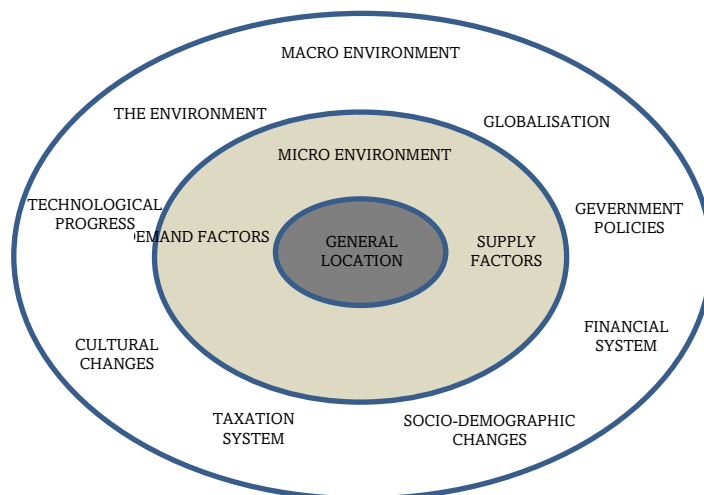 MACRO ENVIRONMENT
THE ENVIRONMENT
GLOBALISATION
MICRO ENVIRONMENT
TECHNOLOGICAL
PROGRESS
GEVERNMENT
POLICIES
DEMAND FACTORS
GENERAL
LOCATION
SUPPLY
FACTORS
FINANCIAL
SYSTEM
CULTURAL
CHANGES
TAXATION
SYSTEM
SOCIO-DEMOGRAPHIC
CHANGES